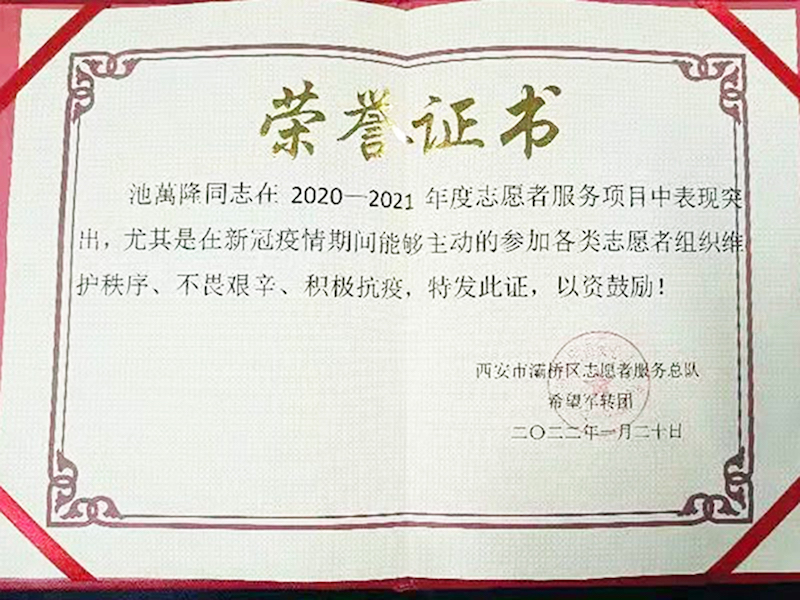 荣誉证书
池萬隆同志在 2020—2021 年度志愿者服务项目中表现突
出，尤其是在新冠疫情期间能够主动的参加各类志愿者组织维
护秩序、不畏艰辛、积极抗疫，特发此证，以资鼓励！
西安市灞桥区志愿者服务总队
希望军转团
二〇二二年一月二十日